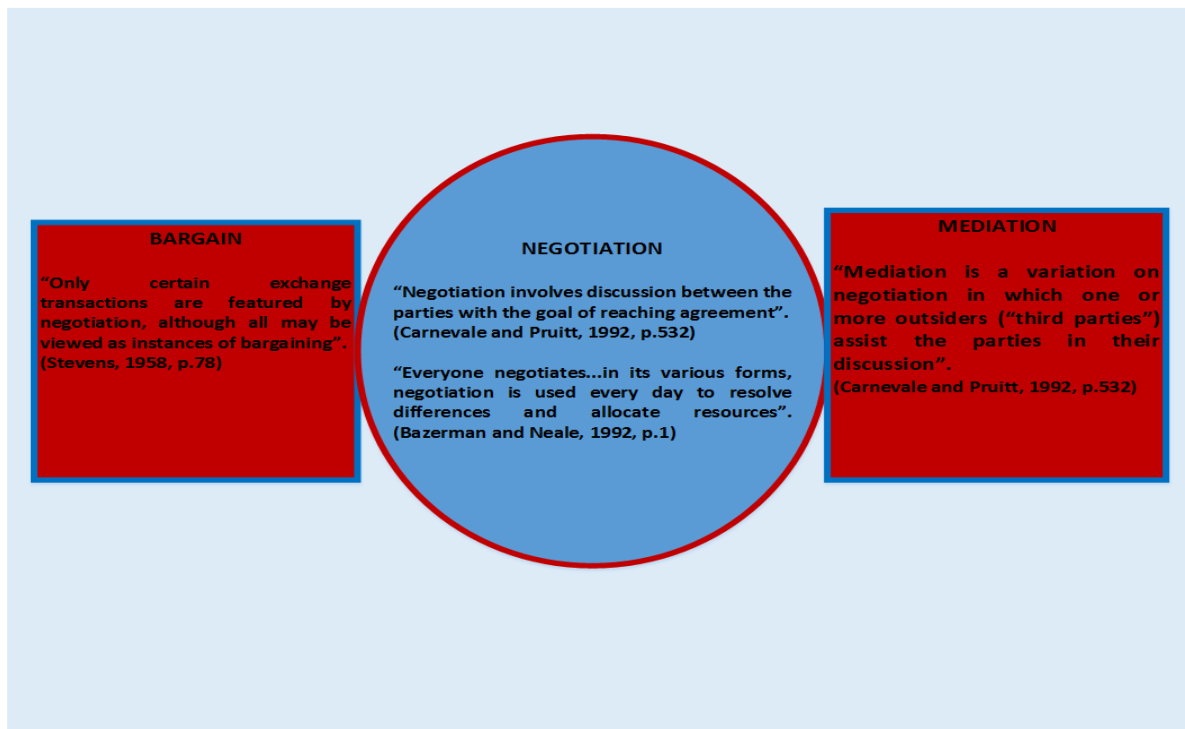 BARGAIN
“Only certain exchange
transactions are featured by
negotiation, although all may be
viewed as instances of bargaining”.
(Stevens, 1958, p.78)
NEGOTIATION
“Negotiation involves discussion between the
parties with the goal of reaching agreement”.
(Carnevale and Pruitt, 1992, p.532)
“Everyone negotiates...in its various forms,
negotiation is used every day to resolve
differences and allocate resources”.
(Bazerman and Neale, 1992, p.1)
MEDIATION
“Mediation is a variation on
negotiation in which one or
more outsiders (“third parties”)
assist the parties in their
discussion”.
(Carnevale and Pruitt, 1992, p.532)